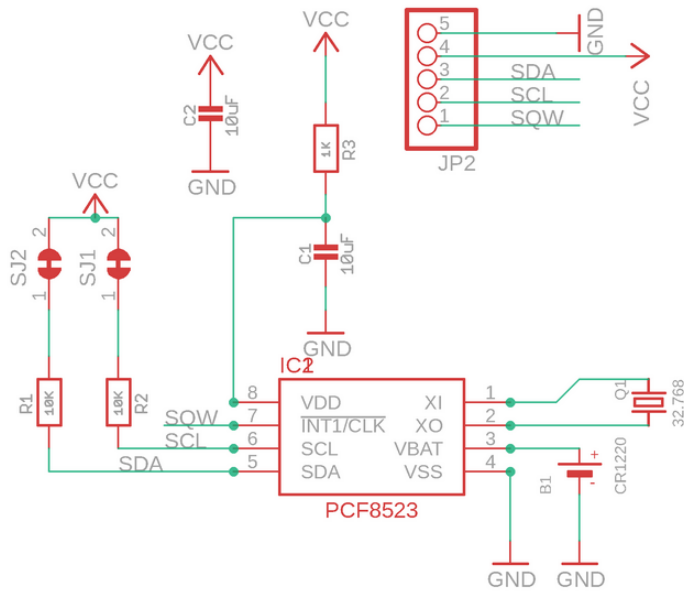 VCC
VCC
GND
5
4
3
2
1
SDA
SCL
SQW
VCC
JP2
C2
10uF
GND
1K
R3
VCC
2
2
SJ2
SJ1
1
1
C1
10uF
GND
R1
10K
10K
R2
SQW
SCL
SDA
8
7
6
5
VDD
INT1/CLK
SCL
SDA
XI
XO
VBAT
VSS
1
2
3
4
PCF8523
Q1
32.768
B1
+
-
CR1220
GND
GND